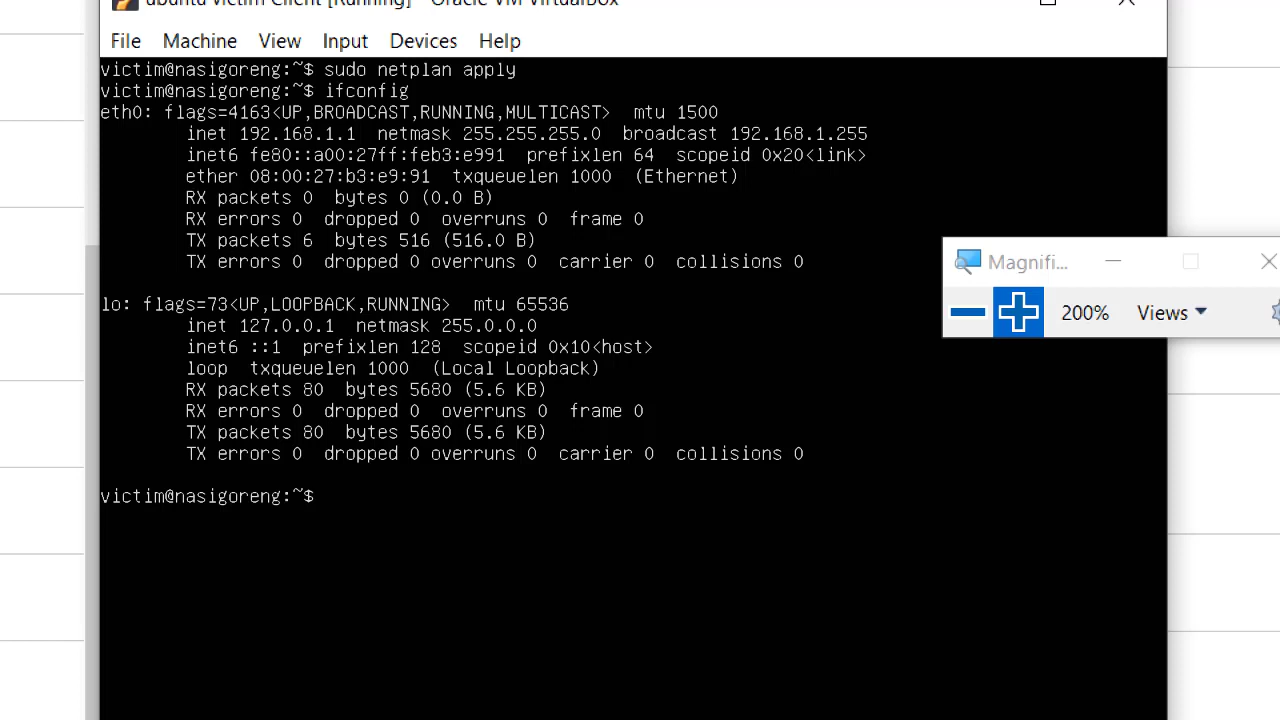 ubuntu victim Client [Running] - Oracle VM VirtualBox
File Machine View Input Devices Help
victim@nasigoreng:~$ sudo netplan apply
victim@nasigoreng:~$ ifconfig
eth0: flags=4163<UP,BROADCAST,RUNNING,MULTICAST>  mtu 1500
        inet 192.168.1.1  netmask 255.255.255.0  broadcast 192.168.1.255
        inet6 fe80::a00:27ff:feb3:e991  prefixlen 64  scopeid 0x20<link>
        ether 08:00:27:b3:e9:91  txqueuelen 1000  (Ethernet)
        RX packets 0  bytes 0 (0.0 B)
        RX errors 0  dropped 0  overruns 0  frame 0
        TX packets 6  bytes 516 (516.0 B)
        TX errors 0  dropped 0 overruns 0  carrier 0  collisions 0
lo: flags=73<UP,LOOPBACK,RUNNING>  mtu 65536
        inet 127.0.0.1  netmask 255.0.0.0
        inet6 ::1  prefixlen 128  scopeid 0x10<host>
        loop  txqueuelen 1000  (Local Loopback)
        RX packets 80  bytes 5680 (5.6 KB)
        RX errors 0  dropped 0  overruns 0  frame 0
        TX packets 80  bytes 5680 (5.6 KB)
        TX errors 0  dropped 0 overruns 0  carrier 0  collisions 0
victim@nasigoreng:~$
Magnifi...
200% Views